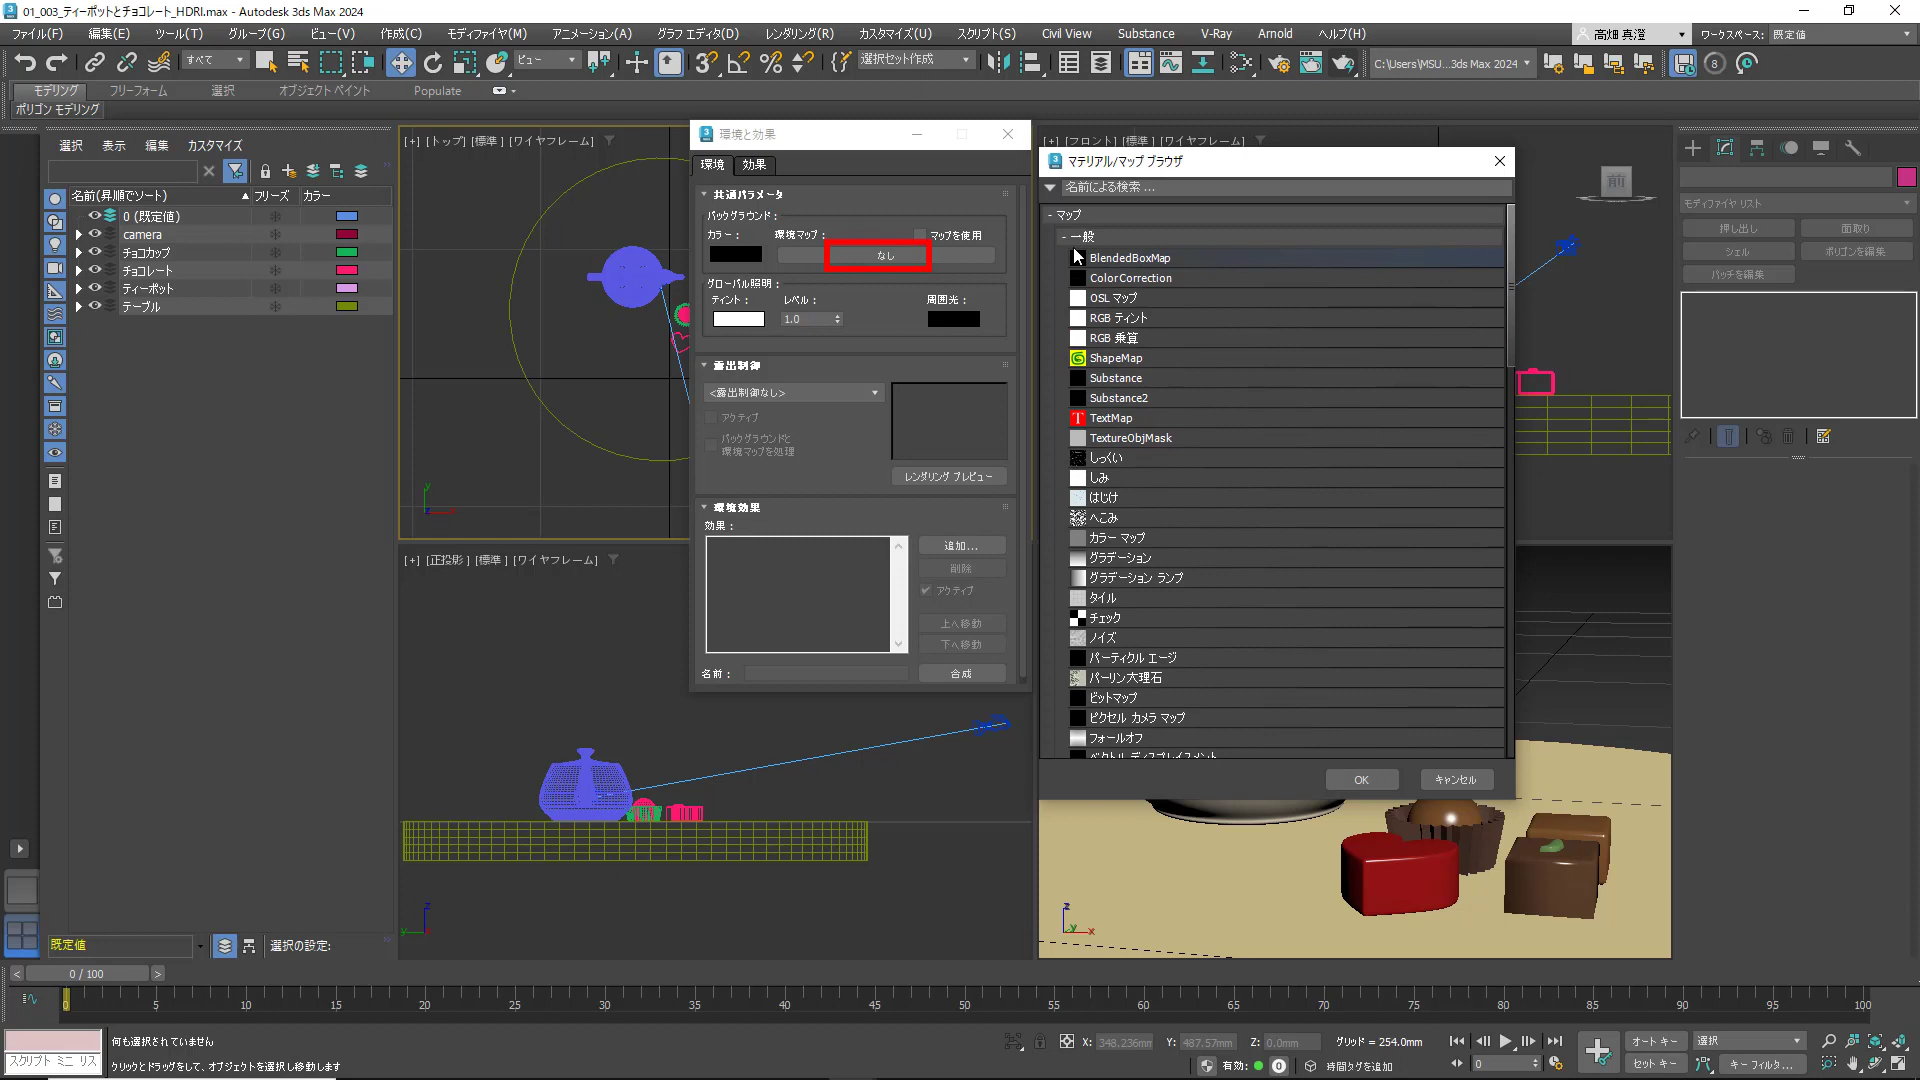 01_003_ティーポットとチョコレート_HDRI.max - Autodesk 3ds Max 2024
ファイル(F) 編集(E) ツール(T) グループ(G) ビュー(V) 作成(C) モディファイヤ(M) アニメーション(A) グラフ エディタ(D) レンダリング(R) カスタマイズ(U) スクリプト(S) Civil View Substance V-Ray Arnold ヘルプ(H) 高畑 真澄 ワークスペース: 既定値
すべて ビュー 選択セット作成 C:\Users\MSU...3ds Max 2024
モデリング フリーフォーム 選択 オブジェクト ペイント Populate
ポリゴン モデリング
選択 表示 編集 カスタマイズ
名前(昇順でソート) フリーズ カラー
0 (既定値)
camera
チョコカップ
チョコレート
ティーポット
テーブル
既定値 選択の設定:
[+] [トップ] [標準] [ワイヤフレーム]
[+] [正投影] [標準] [ワイヤフレーム]
[+] [フロント] [標準] [ワイヤフレーム]
前
環境と効果
環境 効果
共通パラメータ
バックグラウンド:
カラー: 環境マップ: マップを使用
なし
グローバル照明:
ティント: レベル: 周囲光:
1.0
露出制御
<露出制御なし>
アクティブ
バックグラウンドと
環境マップを処理
レンダリング プレビュー
環境効果
効果:
追加...
削除
アクティブ
上へ移動
下へ移動
名前: 合成
マテリアル/マップ ブラウザ
名前による検索 ...
- マップ
- 一般
BlendedBoxMap
ColorCorrection
OSL マップ
RGB ティント
RGB 乗算
ShapeMap
Substance
Substance2
TextMap
TextureObjMask
しっくい
しみ
はじけ
へこみ
カラー マップ
グラデーション
グラデーション ランプ
タイル
チェック
ノイズ
パーティクル エージ
パーリン大理石
ビットマップ
ピクセル カメラ マップ
フォールオフ
ベクトル ディスプレイスメント
OK キャンセル
モディファイヤ リスト
押し出し 面取り
シェル ポリゴンを編集
パッチを編集
0 / 100
0 5 10 15 20 25 30 35 40 45 50 55 60 65 70 75 80 85 90 95 100
何も選択されていません
スクリプト ミニ リス クリックとドラッグをして、オブジェクトを選択し移動します
X: 348.236mm Y: 487.57mm Z: 0.0mm グリッド = 254.0mm
有効: 0 時間タグを追加
オート キー 選択
0 セット キー キー フィルタ...